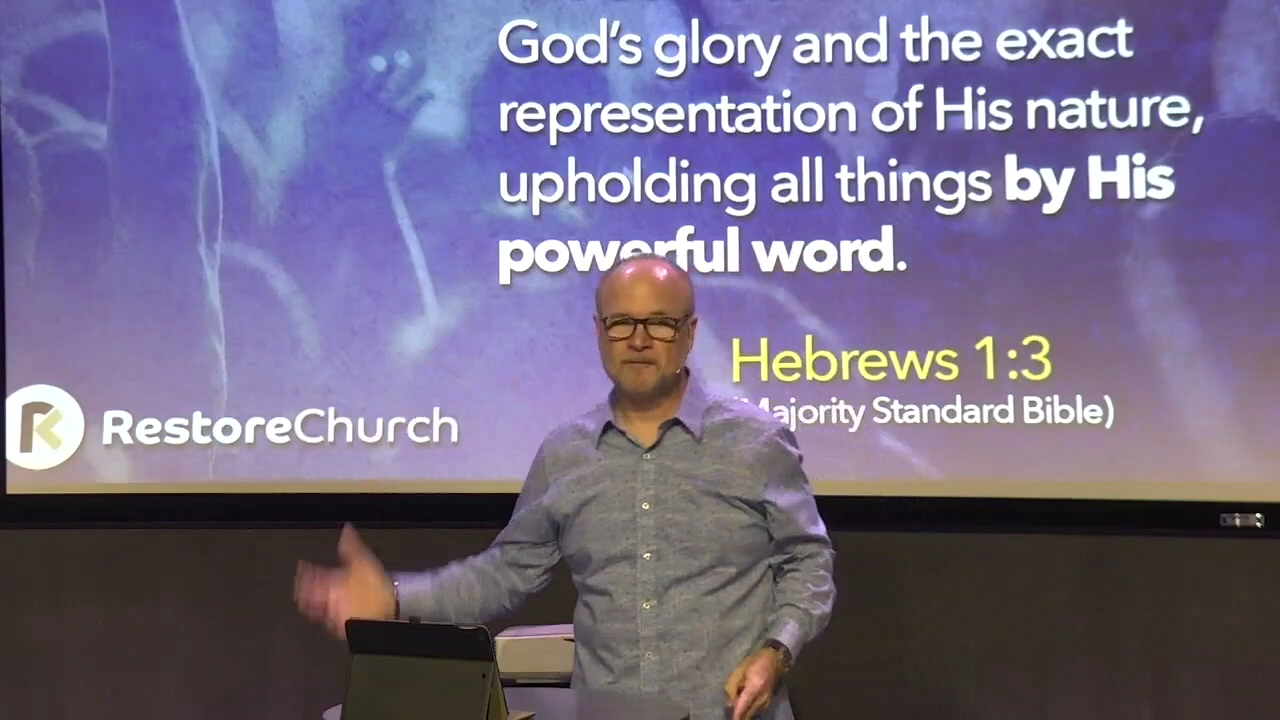 God's glory and the exact
representation of His nature,
upholding all things by His
powerful word.
Hebrews 1:3
(Majority Standard Bible)
RestoreChurch